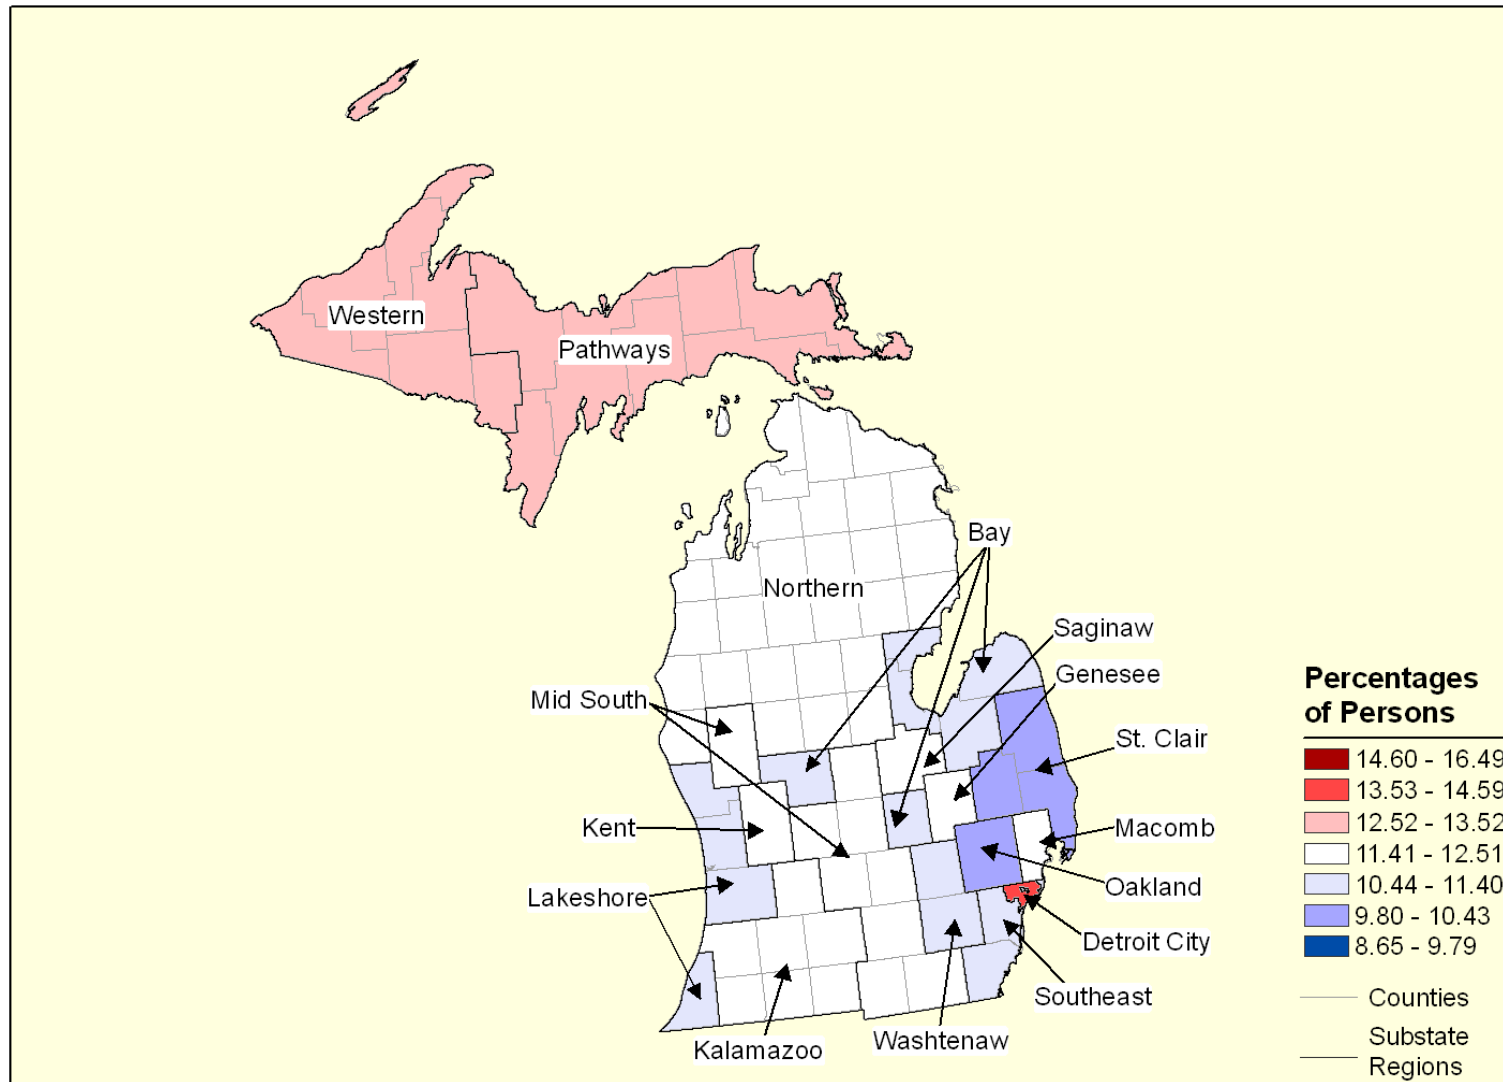 Western
Pathways
Bay
Northern
Saginaw
Genesee
Mid South
St. Clair
Kent
Macomb
Lakeshore
Oakland
Detroit City
Southeast
Washtenaw
Kalamazoo
Percentages
of Persons
14.60 - 16.49
13.53 - 14.59
12.52 - 13.52
11.41 - 12.51
10.44 - 11.40
9.80 - 10.43
8.65 - 9.79
Counties
Substate
Regions